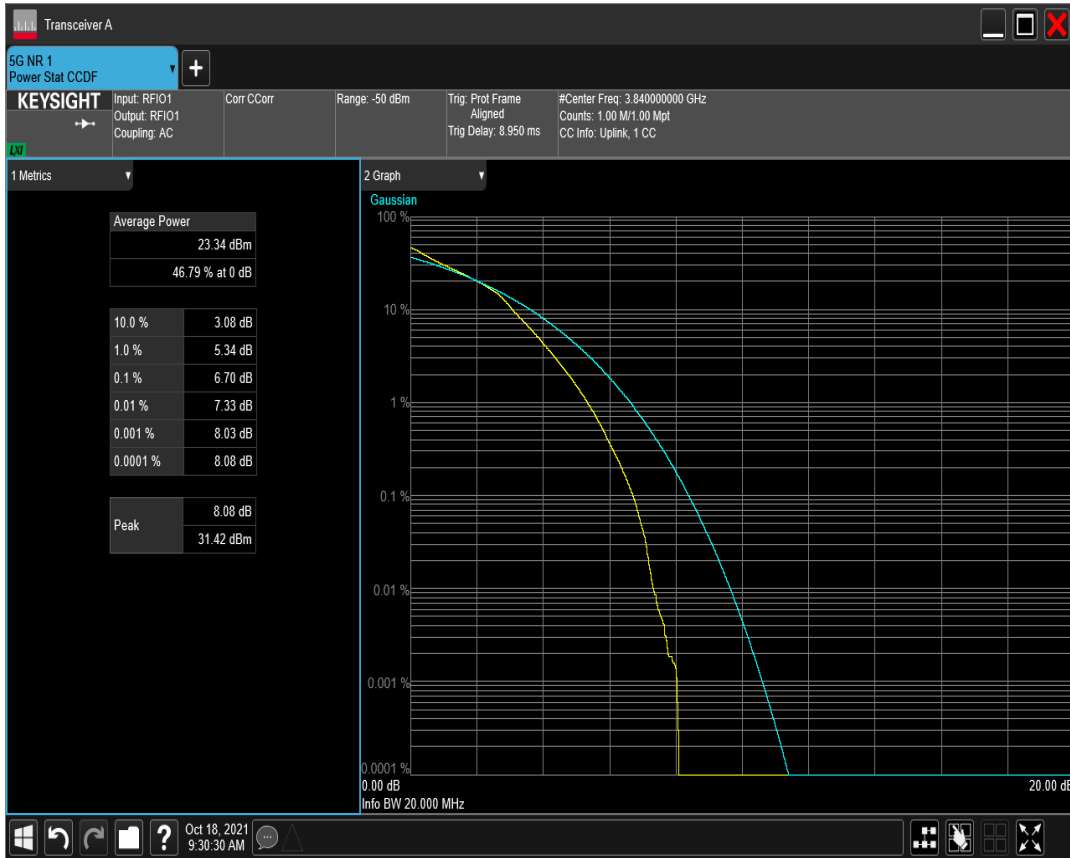 Transceiver A
5G NR 1
Power Stat CCDF
KEYSIGHT
LXI
Input: RFIO1
Output: RFIO1
Coupling: AC
Corr CCorr
Range: -50 dBm
Trig: Prot Frame
Aligned
Trig Delay: 8.950 ms
#Center Freq: 3.840000000 GHz
Counts: 1.00 M/1.00 Mpt
CC Info: Uplink, 1 CC
1 Metrics
Average Power
23.34 dBm
46.79 % at 0 dB
10.0 % 3.08 dB
1.0 % 5.34 dB
0.1 % 6.70 dB
0.01 % 7.33 dB
0.001 % 8.03 dB
0.0001 % 8.08 dB
Peak
8.08 dB
31.42 dBm
2 Graph
Gaussian
100 %
10 %
1 %
0.1 %
0.01 %
0.001 %
0.0001 %
0.00 dB
20.00 dB
Info BW 20.000 MHz
Oct 18, 2021
9:30:30 AM